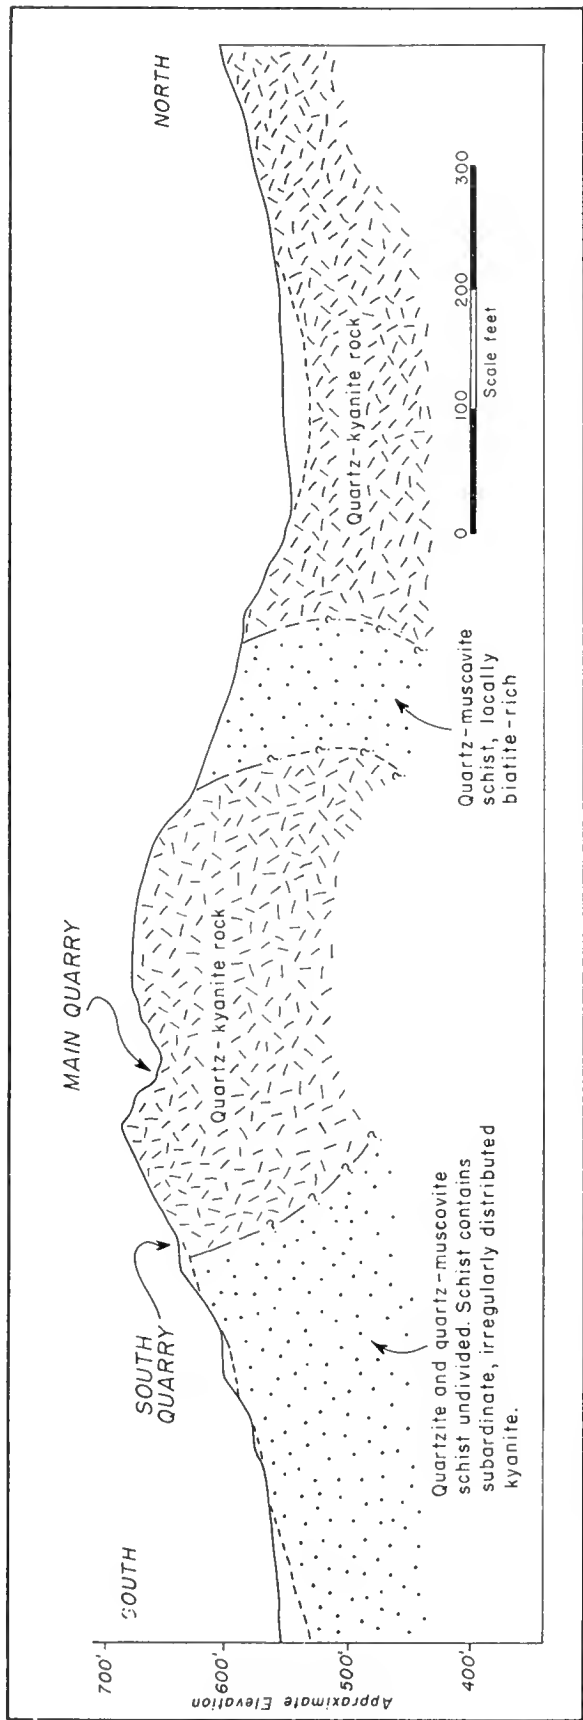 SOUTH
NORTH
SOUTH
QUARRY
MAIN QUARRY
700'
600'
500'
400'
Approximate Elevation
Quartz-kyanite rock
Quartz-kyanite rock
?
?
?
?
?
?
?
?
?
?
?
?
Quartzite and quartz-muscovite
schist undivided. Schist contains
subordinate, irregularly distributed
kyanite.
Quartz-muscovite
schist, locally
biatite-rich
0
100
200
300
Scale feet